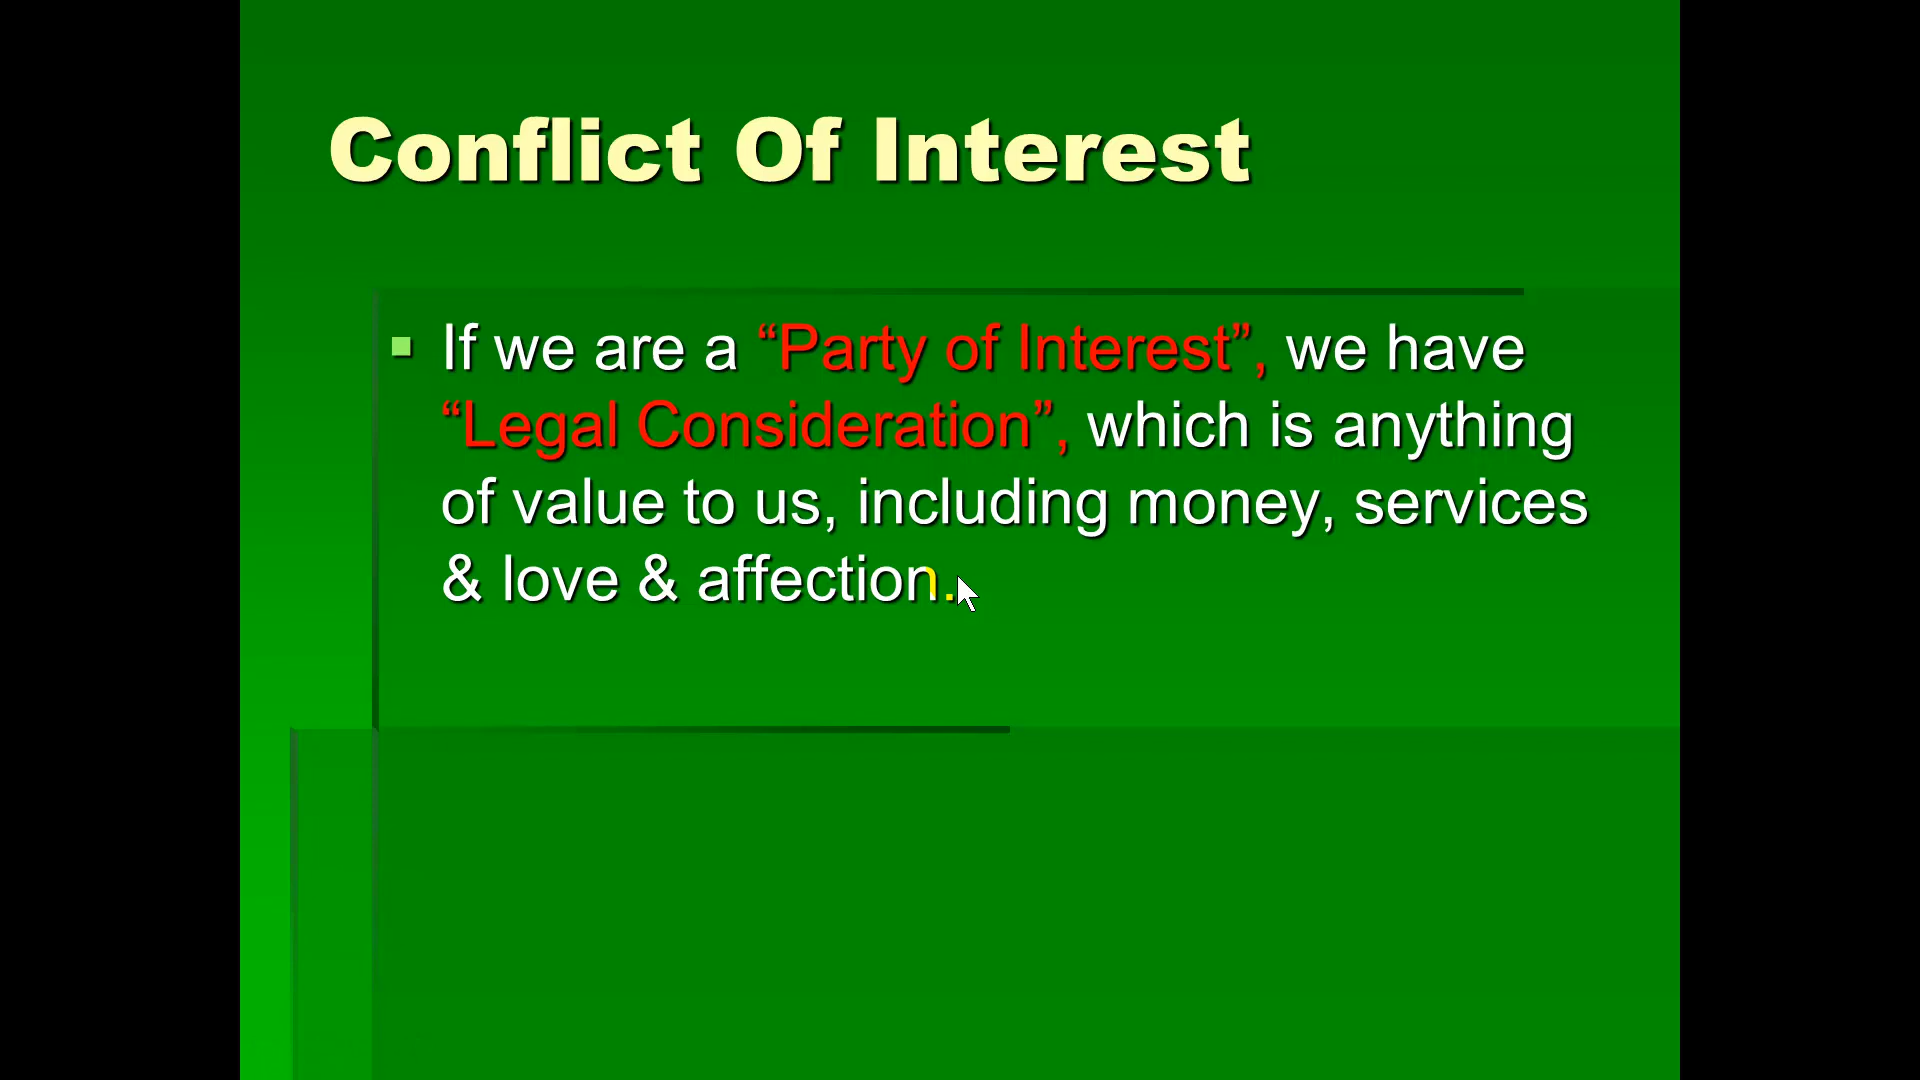 Conflict Of Interest
▪ If we are a “Party of Interest”, we have
“Legal Consideration”, which is anything
of value to us, including money, services
& love & affection.